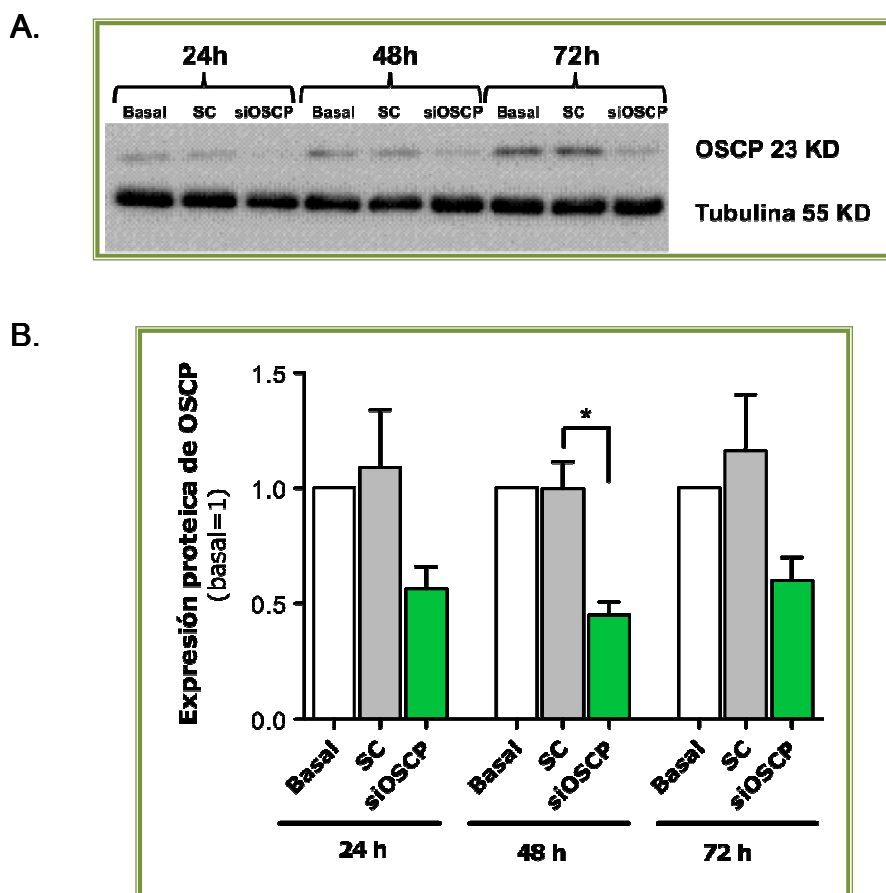 A.
24h 48h 72h
Basal SC siOSCP Basal SC siOSCP Basal SC siOSCP
OSCP 23 KD
Tubulina 55 KD
B.
Expresión proteica de OSCP
(basal=1)
1.5
1.0
0.5
0.0
*
Basal SC siOSCP Basal SC siOSCP Basal SC siOSCP
24 h 48 h 72 h